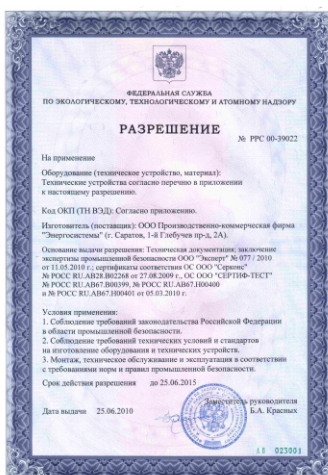 ФЕДЕРАЛЬНАЯ СЛУЖБА
ПО ЭКОЛОГИЧЕСКОМУ, ТЕХНОЛОГИЧЕСКОМУ И АТОМНОМУ НАДЗОРУ
РАЗРЕШЕНИЕ
№ РРС 00-39022
На применение
Оборудование (техническое устройство, материал):
Технические устройства согласно перечню в приложении
к настоящему разрешению.
Код ОКП (ТН ВЭД): Согласно приложению.
Изготовитель (поставщик): ООО Производственно-коммерческая фирма
"Энергосистемы" (г. Саратов, 1-й Глебучев пр-д, 2А).
Основание выдачи разрешения: Техническая документация; заключение
экспертизы промышленной безопасности ООО "Эксперт" № 077 / 2010
от 11.05.2010 г.; сертификаты соответствия ОС ООО "Сервинс"
№ РОСС RU.АВ28.В02268 от 27.08.2009 г., ОС ООО "СЕРТИФ-ТЕСТ"
№ РОСС RU.АВ67.В00399, № РОСС RU.АВ67.Н00400
и № РОСС RU.АВ67.Н00401 от 05.03.2010 г.
Условия применения:
1. Соблюдение требований законодательства Российской Федерации
в области промышленной безопасности.
2. Соблюдение требований технических условий и стандартов
на изготовление оборудования и технических устройств.
3. Монтаж, техническое обслуживание и эксплуатация в соответствии
с требованиями норм и правил промышленной безопасности.
Срок действия разрешения до 25.06.2015
Заместитель руководителя
Дата выдачи 25.06.2010 Б.А. Красных
АВ 023001